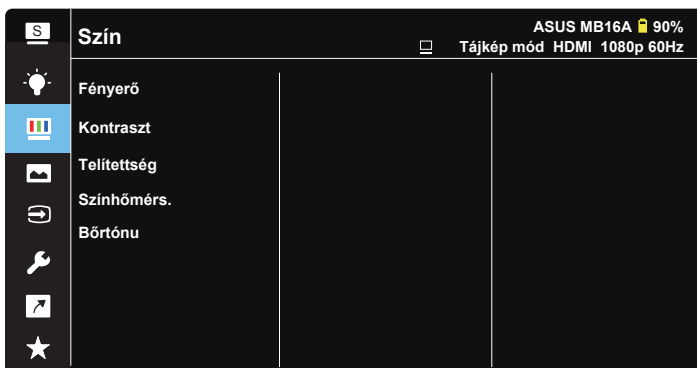 S
Szín
ASUS MB16A 90%
Tájkép mód HDMI 1080p 60Hz
Fényerő
Kontraszt
Telítettség
Színhőmérs.
Bőrtónu